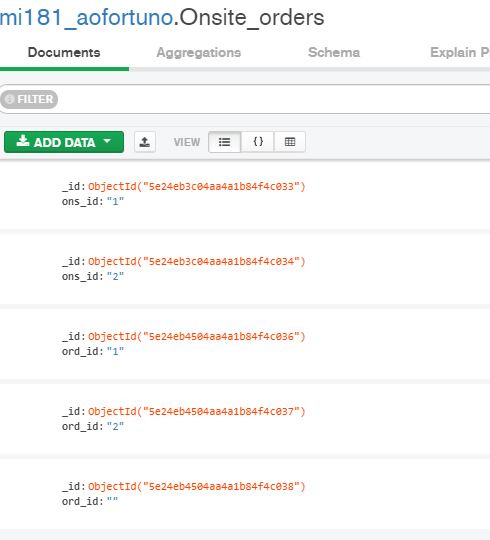 mi181_aofortuno.Onsite_orders
Documents Aggregations Schema Explain P
FILTER
ADD DATA VIEW { }
_id: ObjectId("5e24eb3c04aa4a1b84f4c033")
ons_id: "1"
_id: ObjectId("5e24eb3c04aa4a1b84f4c034")
ons_id: "2"
_id: ObjectId("5e24eb4504aa4a1b84f4c036")
ord_id: "1"
_id: ObjectId("5e24eb4504aa4a1b84f4c037")
ord_id: "2"
_id: ObjectId("5e24eb4504aa4a1b84f4c038")
ord_id: ""